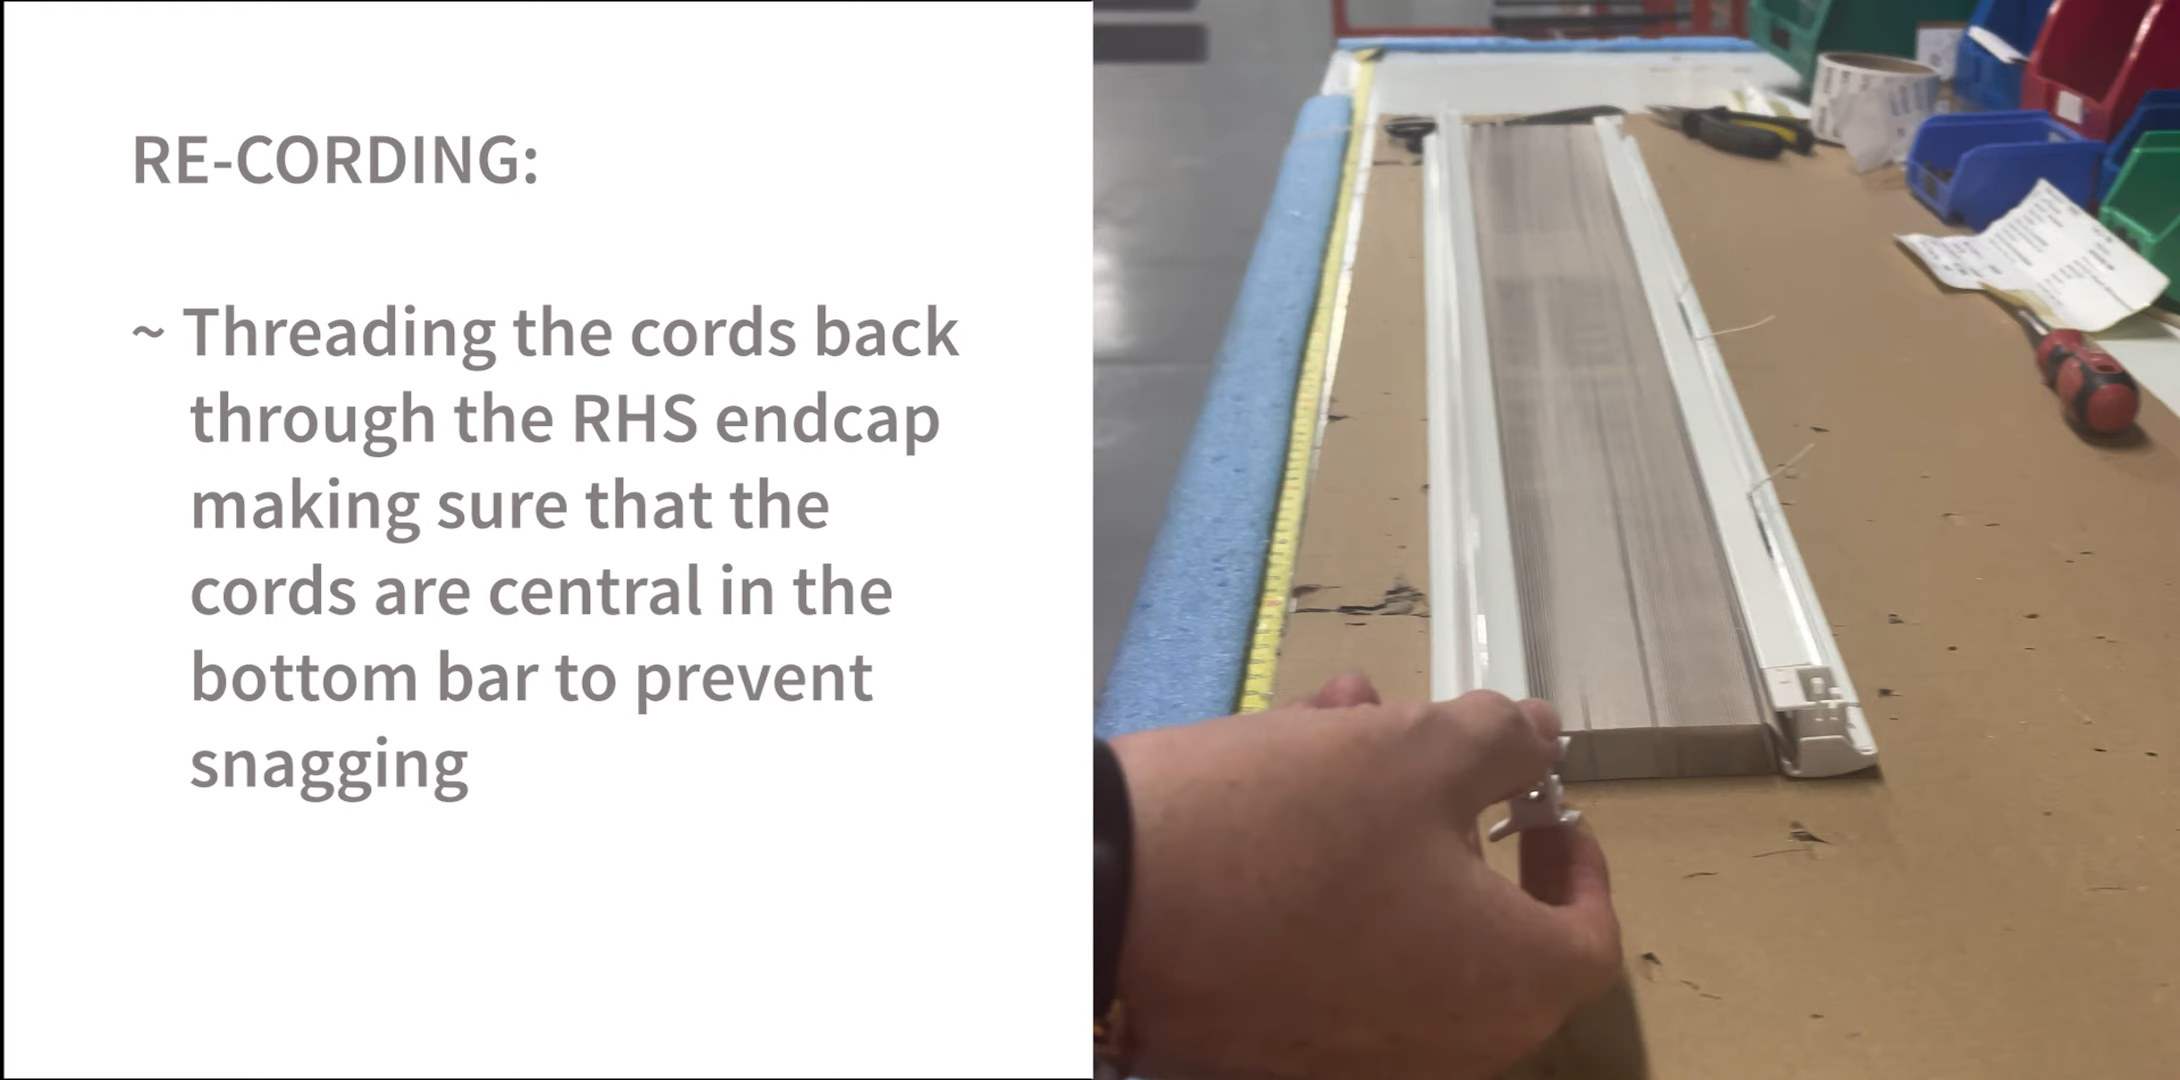 RE-CORDING:
~ Threading the cords back
through the RHS endcap
making sure that the
cords are central in the
bottom bar to prevent
snagging